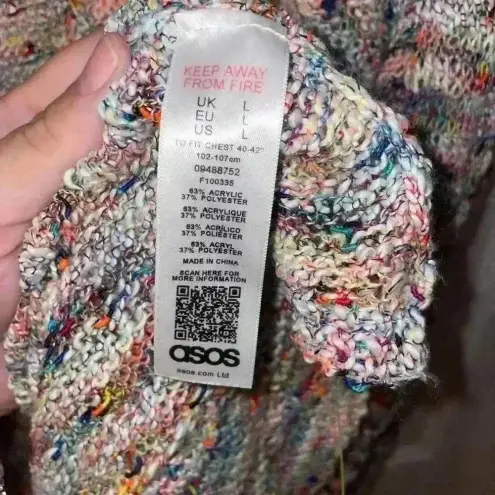 KEEP AWAY
FROM FIRE
UK L
EU L
US L
TO FIT CHEST 40-42"
102-107cm
09488752
F100335
63% ACRYLIC
37% POLYESTER
63% ACRYLIQUE
37% POLYESTER
63% ACRÍLICO
37% POLIÉSTER
63% ACRYL
37% POLYESTER
MADE IN CHINA
SCAN HERE FOR
MORE INFORMATION
asos
asos.com Ltd